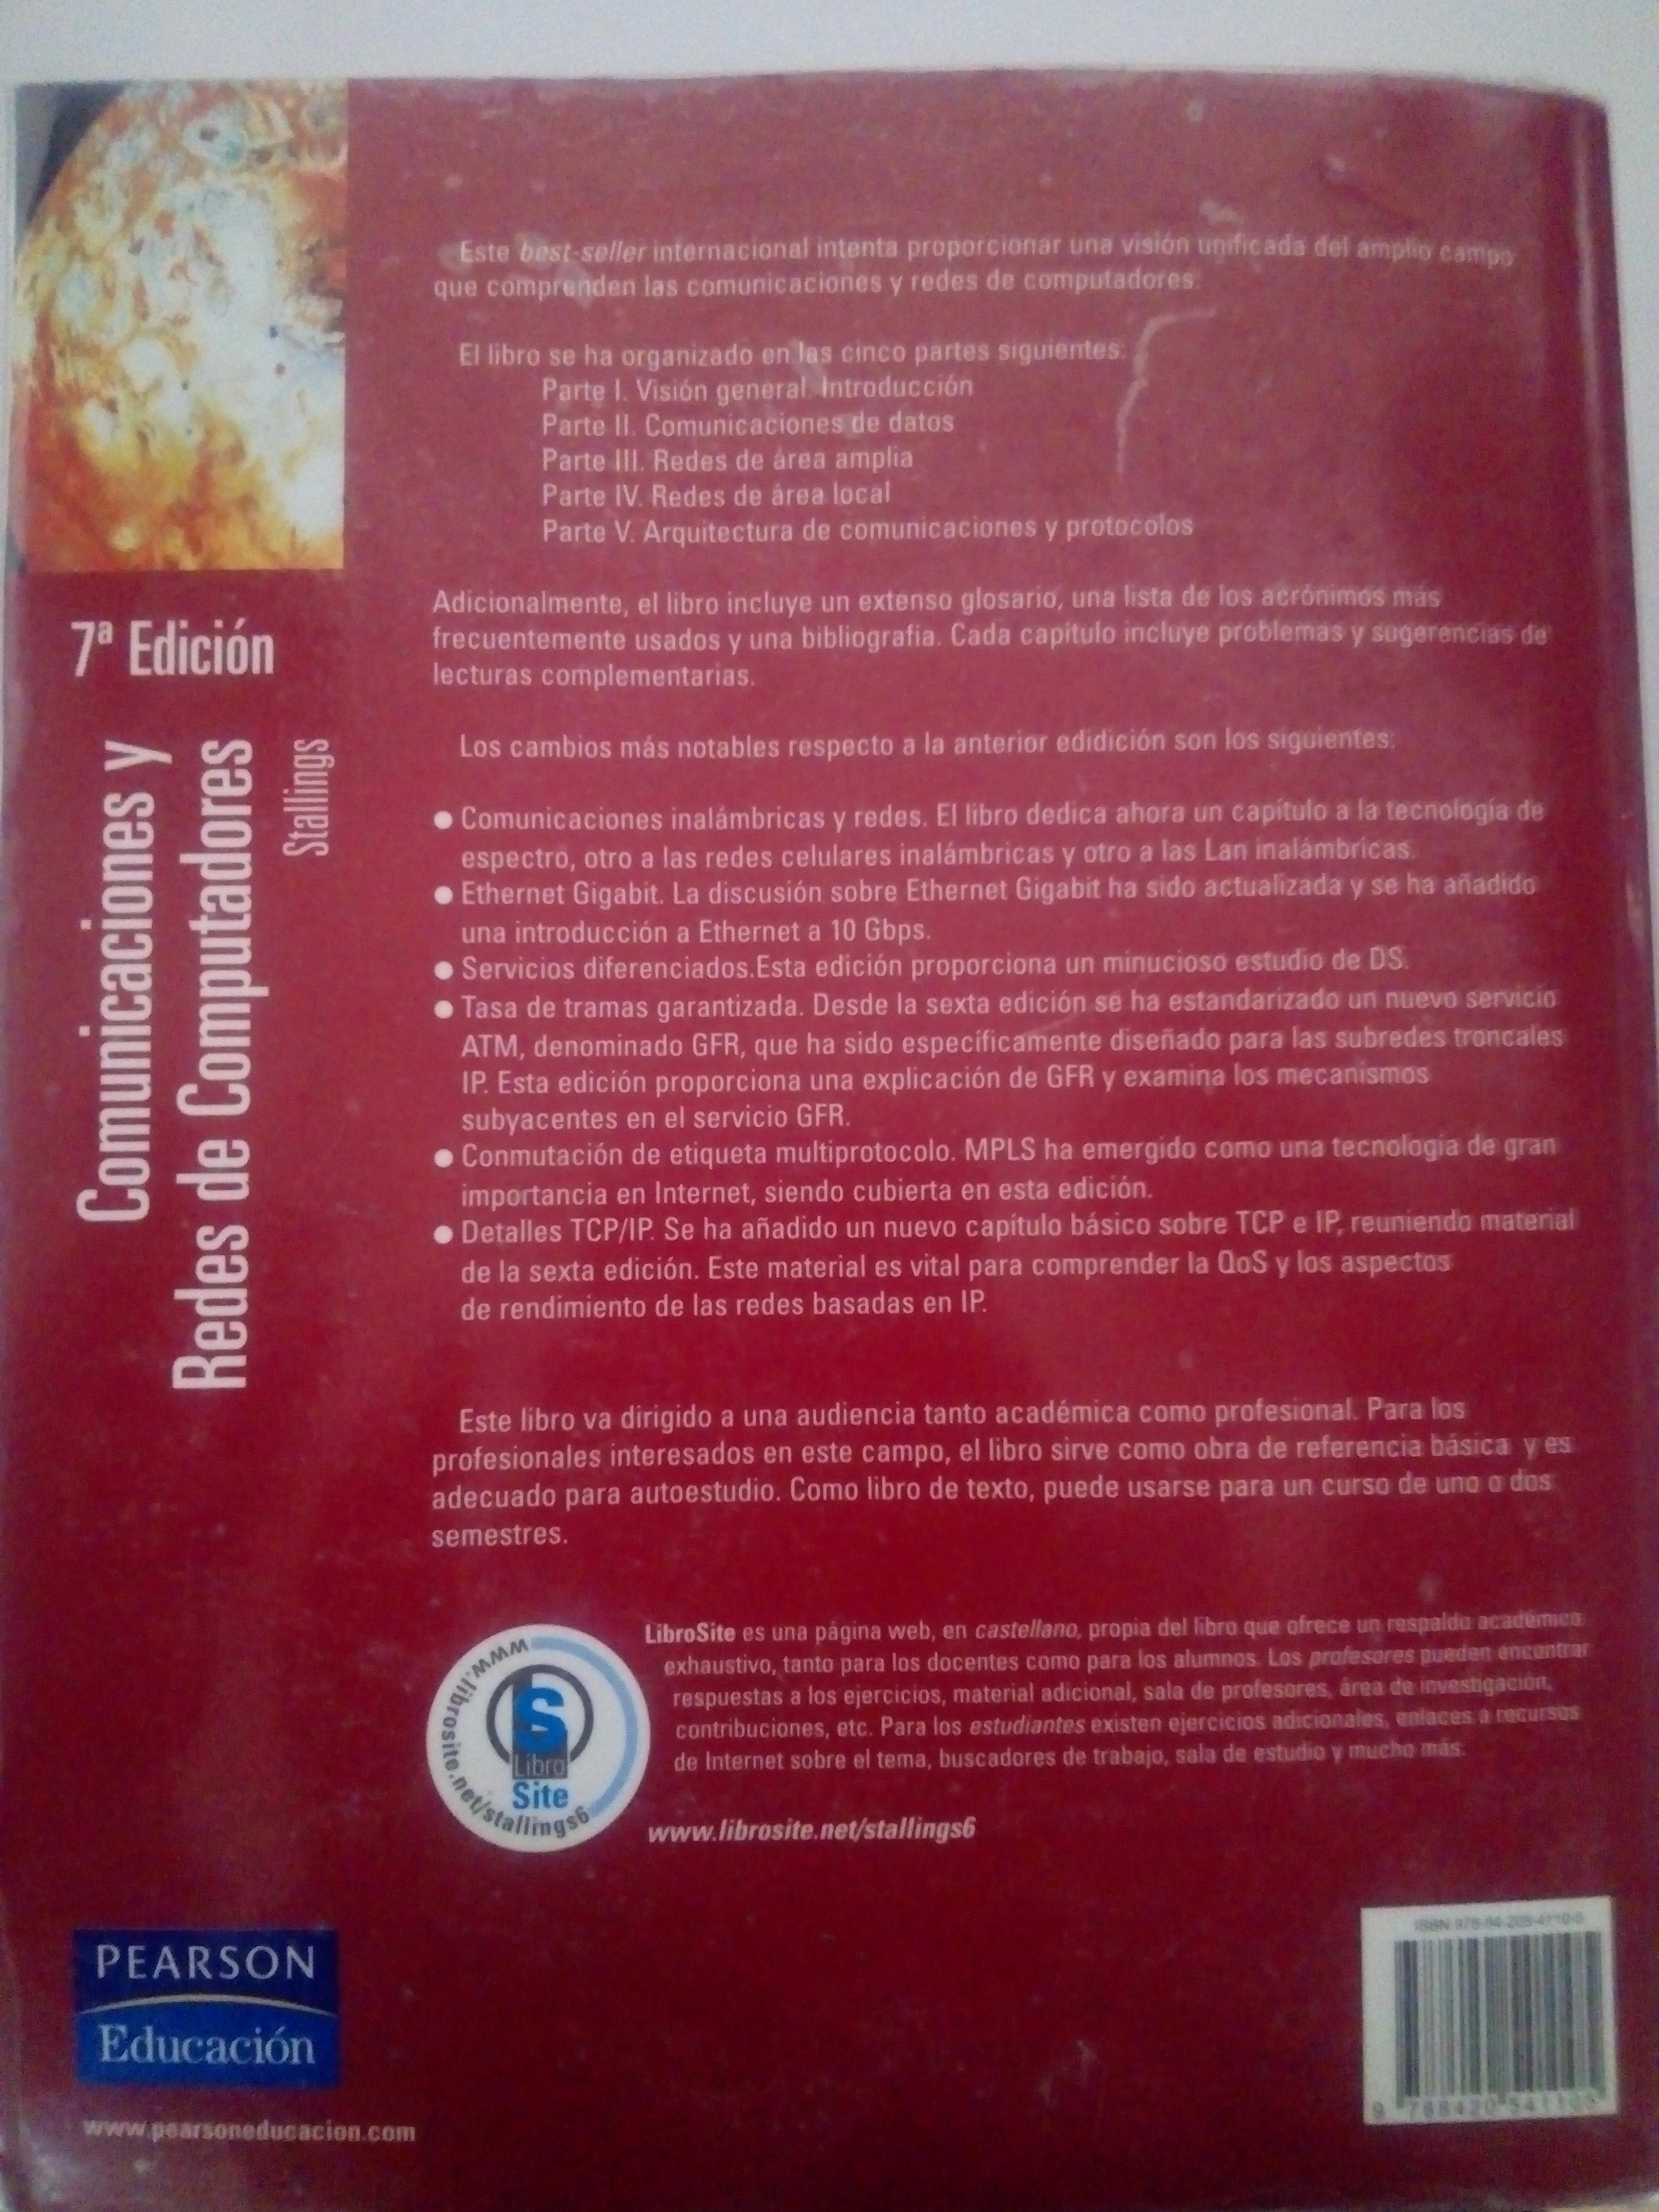 7ª Edición
Comunicaciones y
Redes de Computadores
Stallings
Este best-seller internacional intenta proporcionar una visión unificada del amplio campo
que comprenden las comunicaciones y redes de computadores.
El libro se ha organizado en las cinco partes siguientes:
Parte I. Visión general. Introducción
Parte II. Comunicaciones de datos
Parte III. Redes de área amplia
Parte IV. Redes de área local
Parte V. Arquitectura de comunicaciones y protocolos
Adicionalmente, el libro incluye un extenso glosario, una lista de los acrónimos más
frecuentemente usados y una bibliografía. Cada capítulo incluye problemas y sugerencias de
lecturas complementarias.
Los cambios más notables respecto a la anterior edidición son los siguientes:
● Comunicaciones inalámbricas y redes. El libro dedica ahora un capítulo a la tecnología de
espectro, otro a las redes celulares inalámbricas y otro a las Lan inalámbricas.
● Ethernet Gigabit. La discusión sobre Ethernet Gigabit ha sido actualizada y se ha añadido
una introducción a Ethernet a 10 Gbps.
● Servicios diferenciados.Esta edición proporciona un minucioso estudio de DS.
● Tasa de tramas garantizada. Desde la sexta edición se ha estandarizado un nuevo servicio
ATM, denominado GFR, que ha sido específicamente diseñado para las subredes troncales
IP. Esta edición proporciona una explicación de GFR y examina los mecanismos
subyacentes en el servicio GFR.
● Conmutación de etiqueta multiprotocolo. MPLS ha emergido como una tecnología de gran
importancia en Internet, siendo cubierta en esta edición.
● Detalles TCP/IP. Se ha añadido un nuevo capítulo básico sobre TCP e IP, reuniendo material
de la sexta edición. Este material es vital para comprender la QoS y los aspectos
de rendimiento de las redes basadas en IP.
Este libro va dirigido a una audiencia tanto académica como profesional. Para los
profesionales interesados en este campo, el libro sirve como obra de referencia básica y es
adecuado para autoestudio. Como libro de texto, puede usarse para un curso de uno o dos
semestres.
www.librosite.net/stallings6
S
Libro
Site
LibroSite es una página web, en castellano, propia del libro que ofrece un respaldo académico
exhaustivo, tanto para los docentes como para los alumnos. Los profesores pueden encontrar
respuestas a los ejercicios, material adicional, sala de profesores, área de investigación,
contribuciones, etc. Para los estudiantes existen ejercicios adicionales, enlaces a recursos
de Internet sobre el tema, buscadores de trabajo, sala de estudio y mucho más.
www.librosite.net/stallings6
PEARSON
Educación
www.pearsoneducacion.com
ISBN